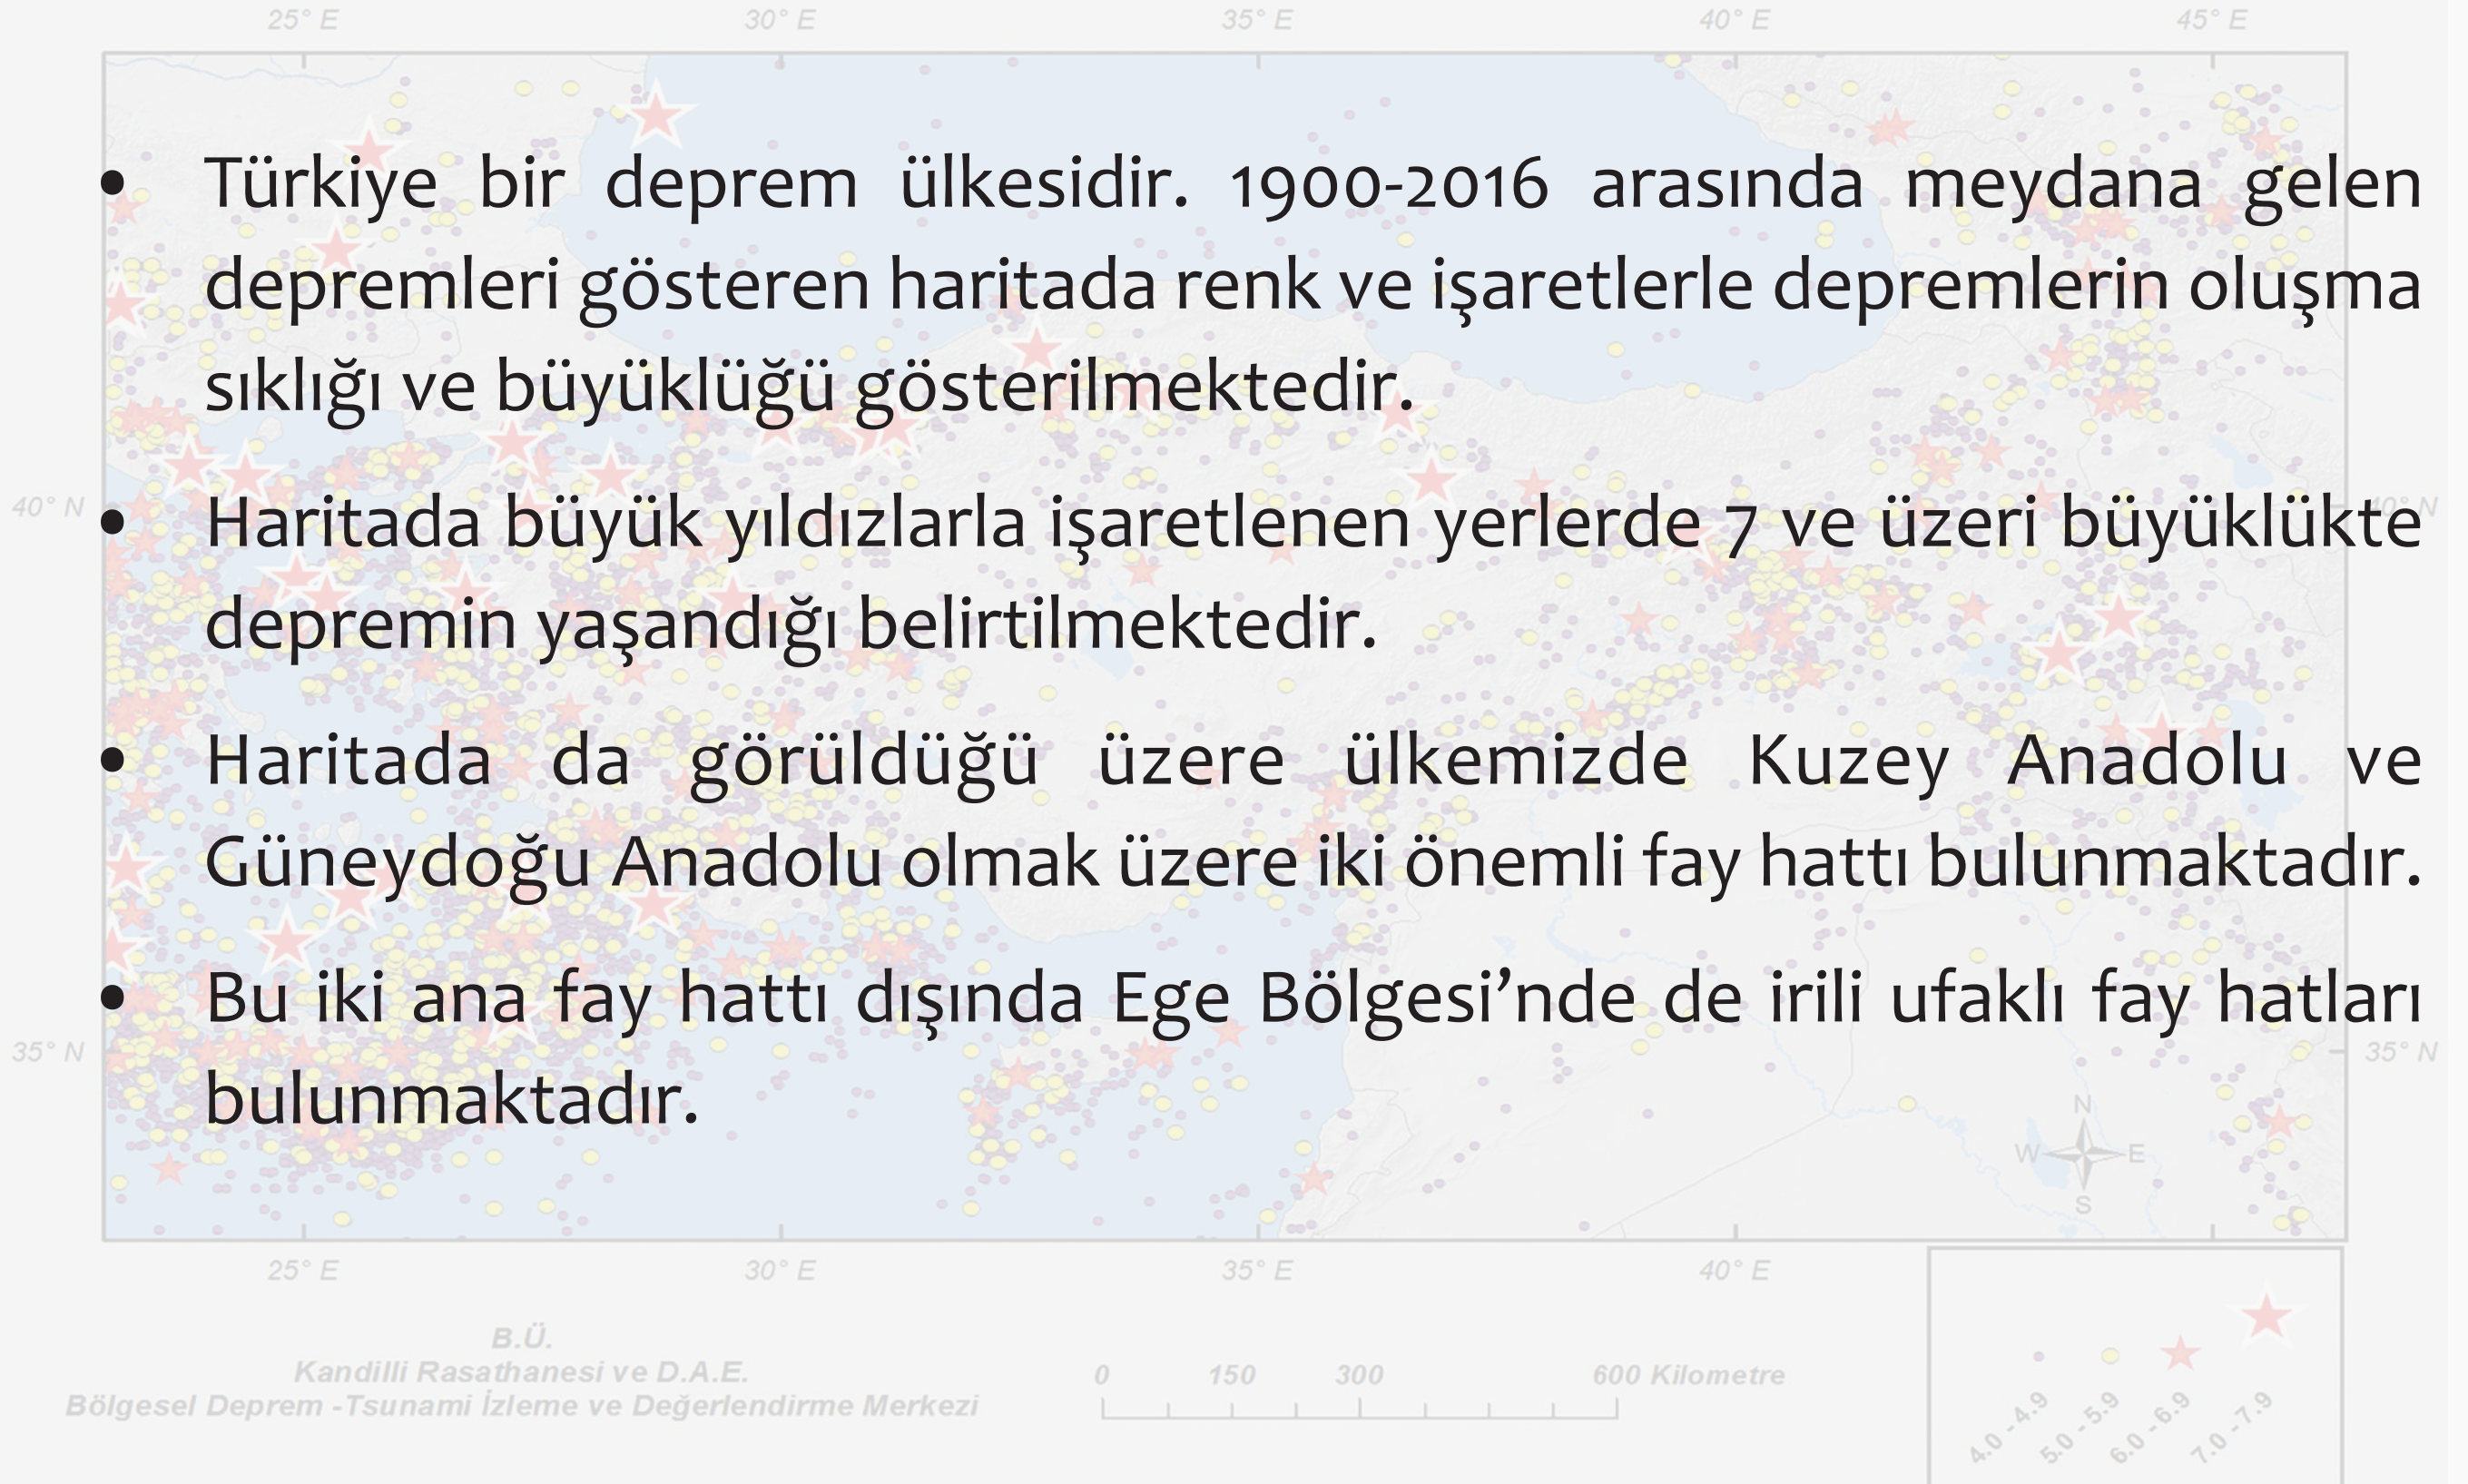 25° E 30° E 35° E 40° E 45° E
• Türkiye bir deprem ülkesidir. 1900-2016 arasında meydana gelen
depremleri gösteren haritada renk ve işaretlerle depremlerin oluşma
sıklığı ve büyüklüğü gösterilmektedir.
40° N 40° N
• Haritada büyük yıldızlarla işaretlenen yerlerde 7 ve üzeri büyüklükte
depremin yaşandığı belirtilmektedir.
• Haritada da görüldüğü üzere ülkemizde Kuzey Anadolu ve
Güneydoğu Anadolu olmak üzere iki önemli fay hattı bulunmaktadır.
• Bu iki ana fay hattı dışında Ege Bölgesi’nde de irili ufaklı fay hatları
35° N 35° N
bulunmaktadır.
N
W E
S
25° E 30° E 35° E 40° E
B.Ü.
Kandilli Rasathanesi ve D.A.E.
Bölgesel Deprem -Tsunami İzleme ve Değerlendirme Merkezi
0 150 300 600 Kilometre
4.0 - 4.9 5.0 - 5.9 6.0 - 6.9 7.0 - 7.9